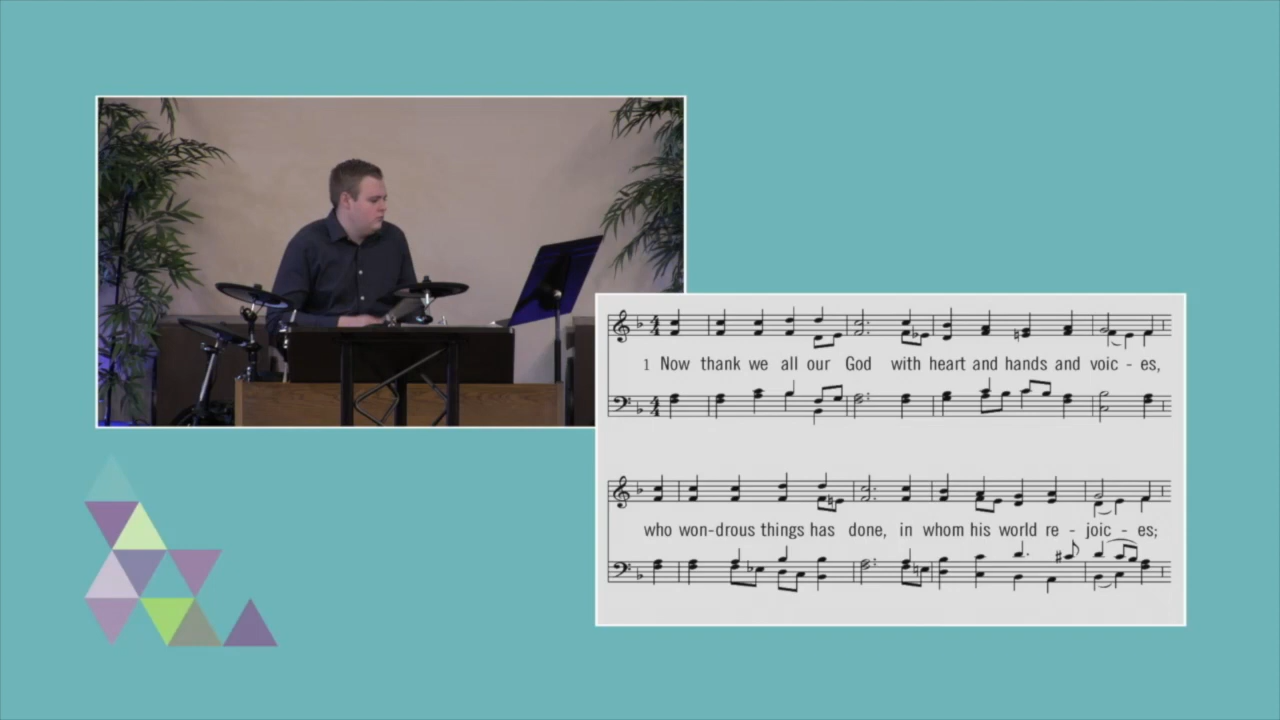 1 Now thank we all our God with heart and hands and voic - es,
who won-drous things has done, in whom his world re - joic - es;